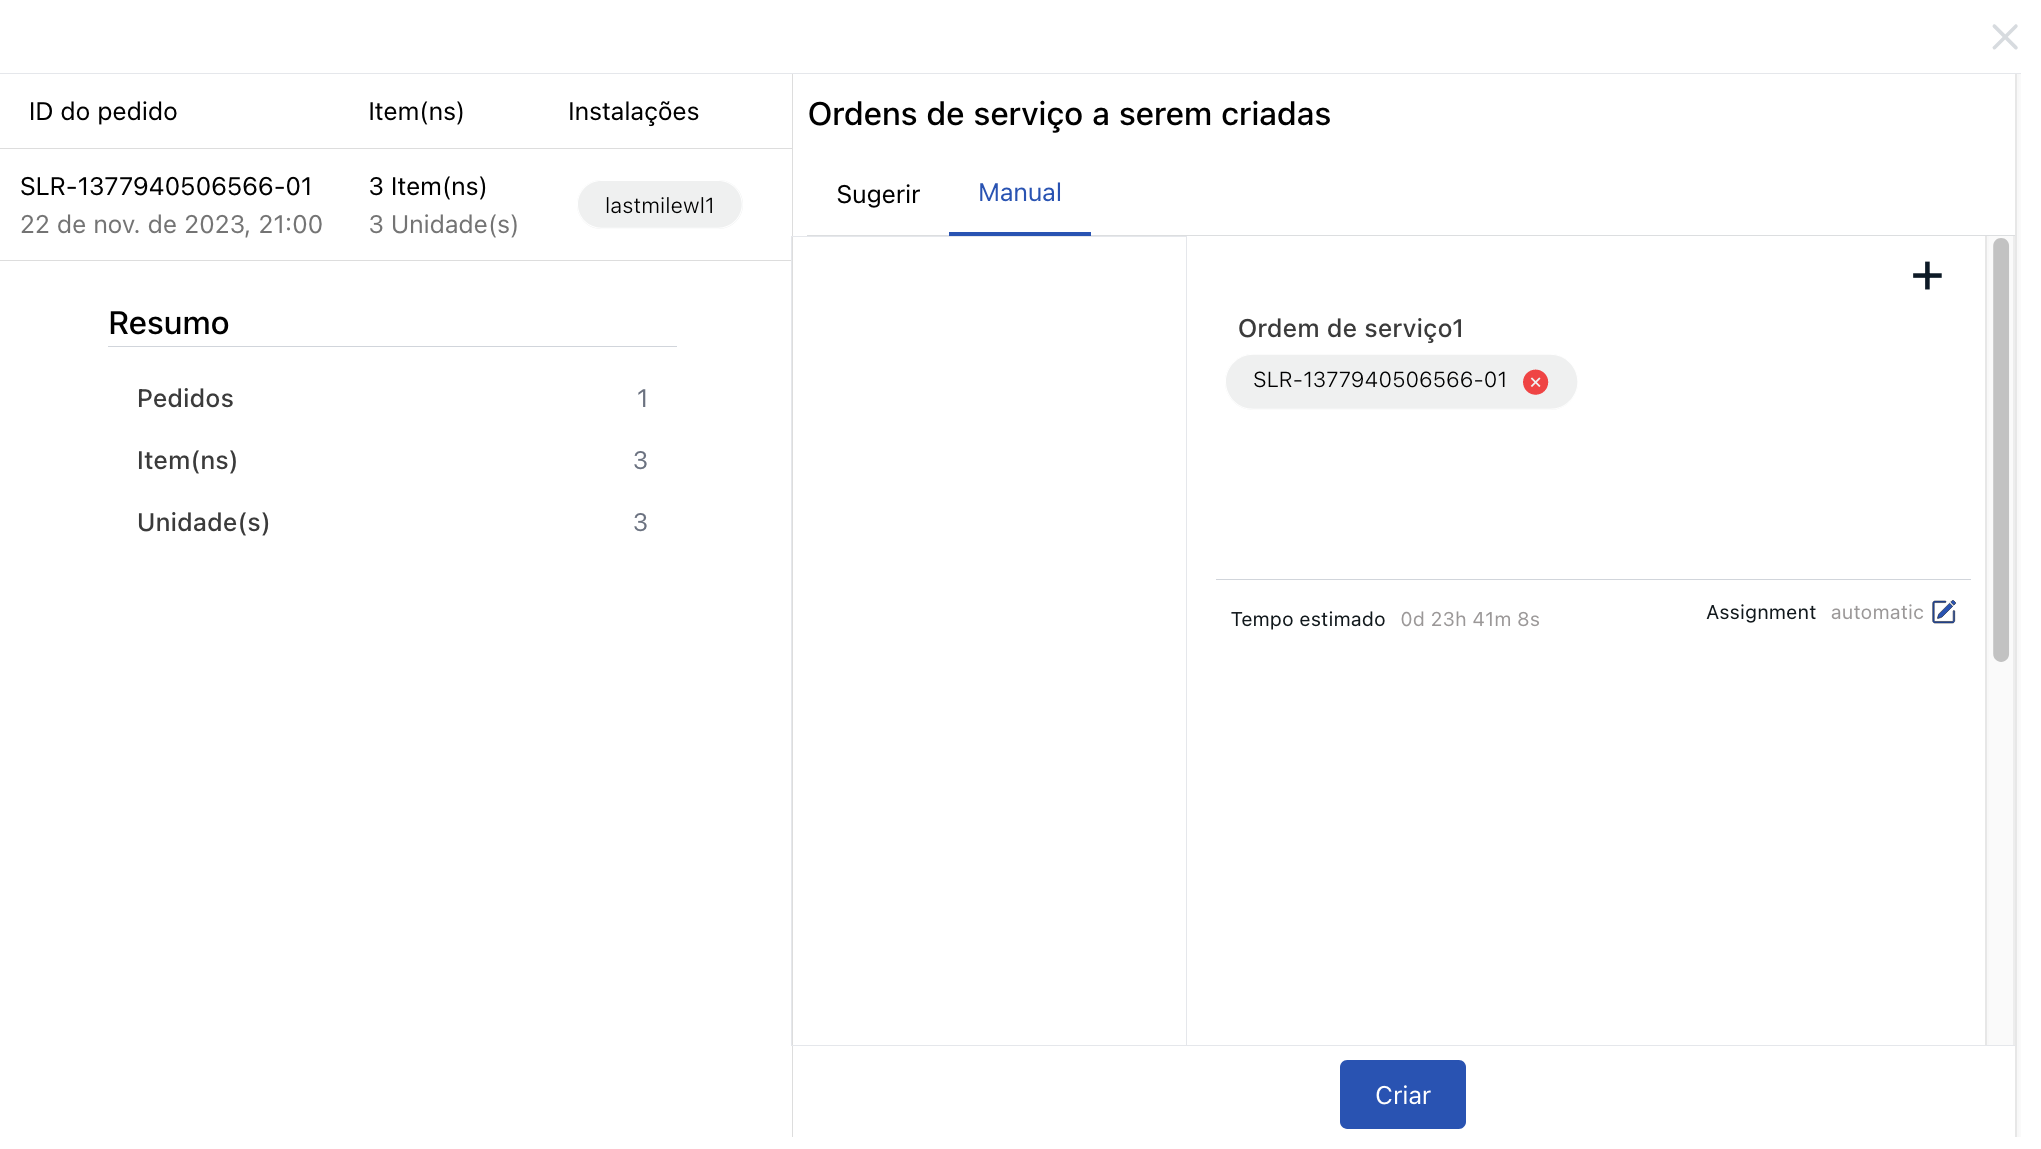 ID do pedido Item(ns) Instalações
SLR-1377940506566-01 3 Item(ns) lastmilewl1
22 de nov. de 2023, 21:00 3 Unidade(s)
Resumo
Pedidos 1
Item(ns) 3
Unidade(s) 3
Ordens de serviço a serem criadas
Sugerir Manual
Ordem de serviço1
SLR-1377940506566-01
Tempo estimado 0d 23h 41m 8s Assignment automatic
Criar